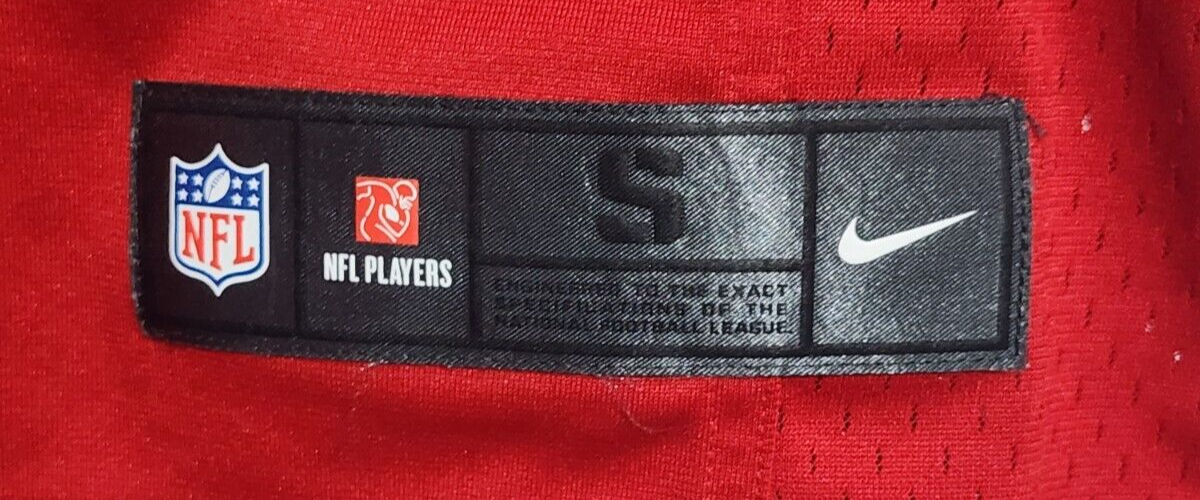 NFL
NFL PLAYERS
S
ENGINEERED TO THE EXACT
SPECIFICATIONS OF THE
NATIONAL FOOTBALL LEAGUE.